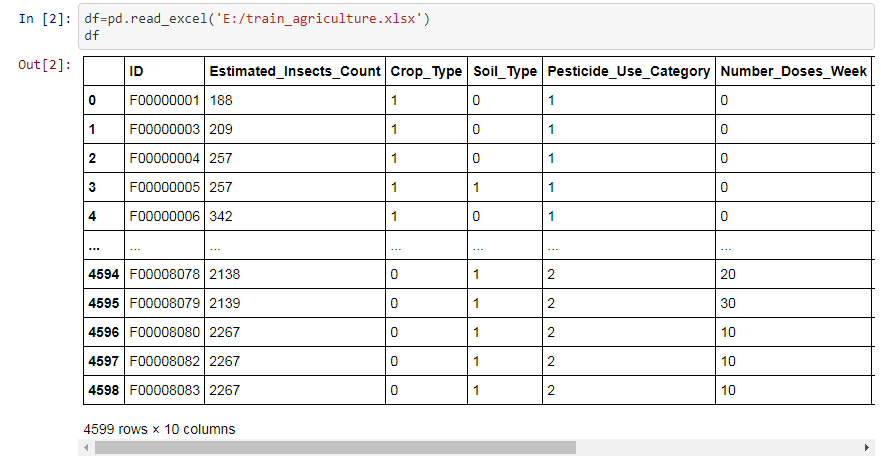 In [2]: df=pd.read_excel('E:/train_agriculture.xlsx')
df
Out[2]:
ID Estimated_Insects_Count Crop_Type Soil_Type Pesticide_Use_Category Number_Doses_Week
0 F00000001 188 1 0 1 0
1 F00000003 209 1 0 1 0
2 F00000004 257 1 0 1 0
3 F00000005 257 1 1 1 0
4 F00000006 342 1 0 1 0
... ... ... ... ... ... ...
4594 F00008078 2138 0 1 2 20
4595 F00008079 2139 0 1 2 30
4596 F00008080 2267 0 1 2 10
4597 F00008082 2267 0 1 2 10
4598 F00008083 2267 0 1 2 10
4599 rows × 10 columns